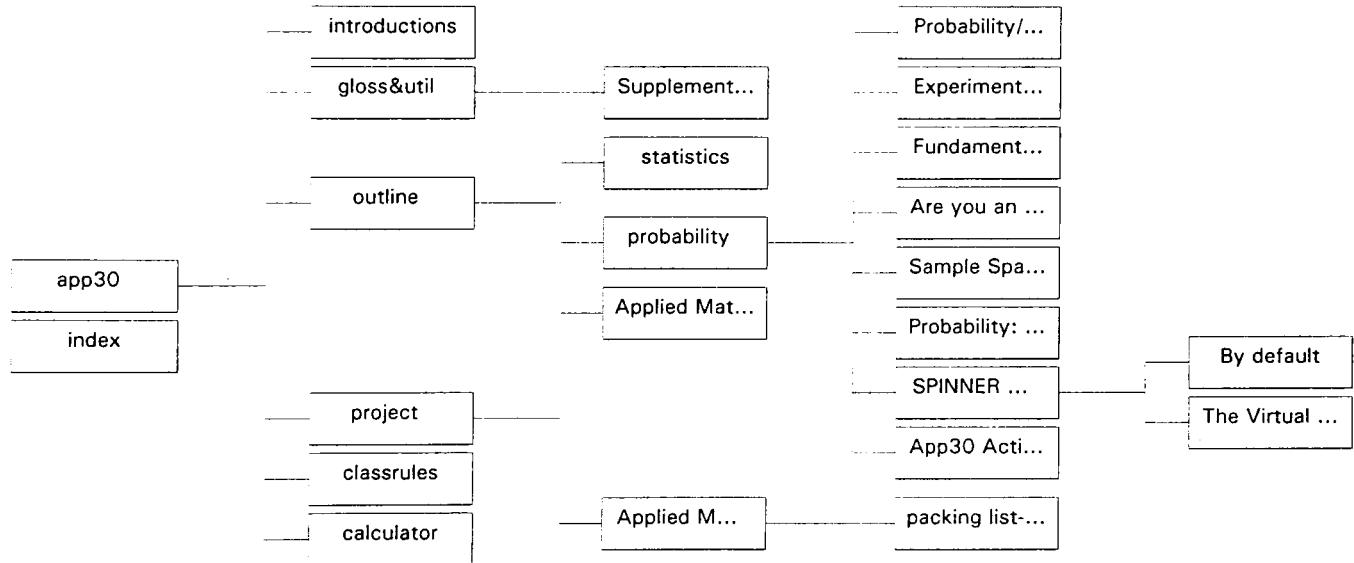 introductions
Probability/...
gloss&util
Supplement...
Experiment...
statistics
Fundament...
outline
Are you an ...
probability
Sample Spa...
app30
Applied Mat...
index
Probability: ...
By default
SPINNER ...
project
The Virtual ...
App30 Acti...
classrules
Applied M...
packing list-...
calculator